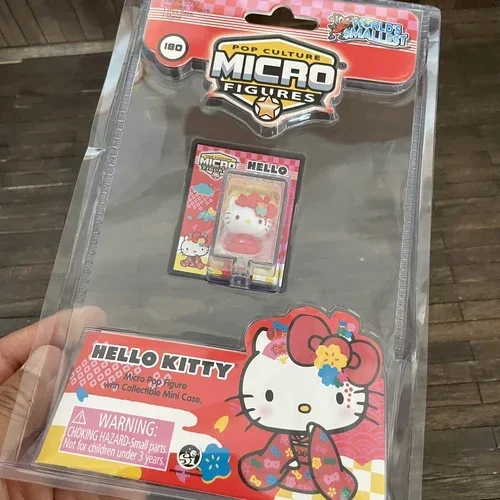 180
POP CULTURE
MICRO
FIGURES
WORLD'S
SMALLEST
MICRO
HELLO
HELLO KITTY
Micro Pop Figure
with Collectible Mini Case.
WARNING:
CHOKING HAZARD-Small parts.
Not for children under 3 years.